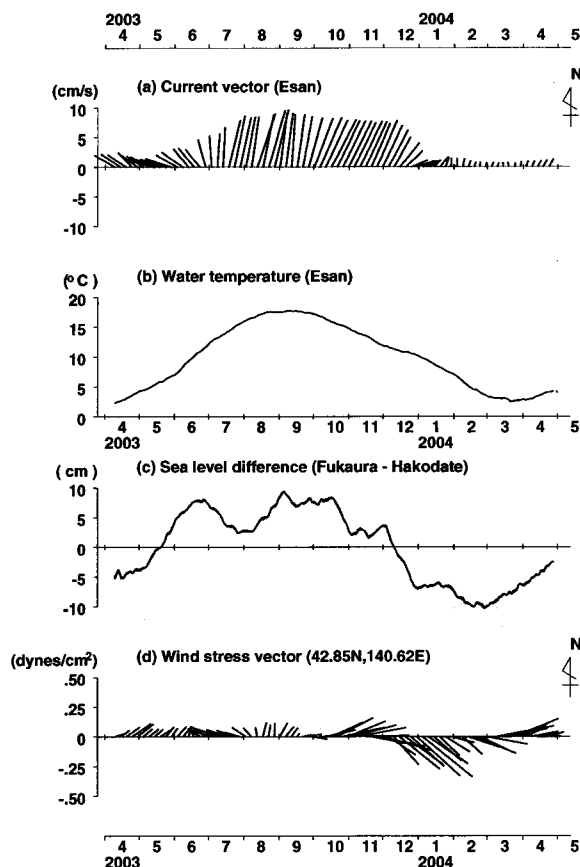 2003 2004
4 5 6 7 8 9 10 11 12 1 2 3 4 5
N
(cm/s) (a) Current vector (Esan)
10
5
0
-5
-10
(°C) (b) Water temperature (Esan)
20
15
10
5
0
4 5 6 7 8 9 10 11 12 1 2 3 4 5
2003 2004
(cm) (c) Sea level difference (Fukaura - Hakodate)
10
5
0
-5
-10
N
(dynes/cm²) (d) Wind stress vector (42.85N,140.62E)
.50
.25
0
-.25
-.50
4 5 6 7 8 9 10 11 12 1 2 3 4 5
2003 2004